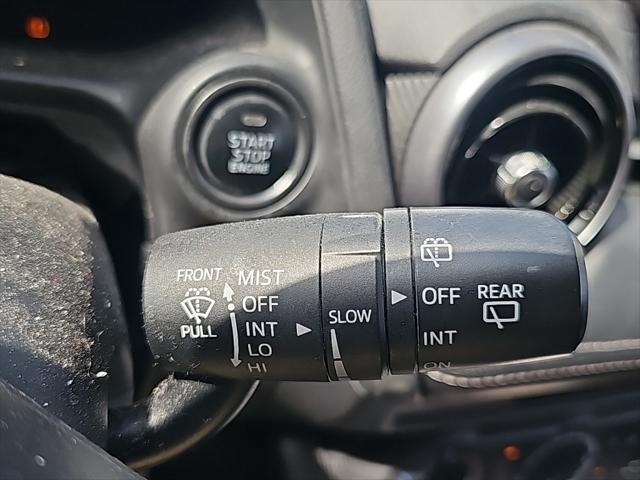 START
STOP
ENGINE
FRONT
PULL
MIST
OFF
INT
LO
HI
SLOW
OFF
INT
ON
REAR